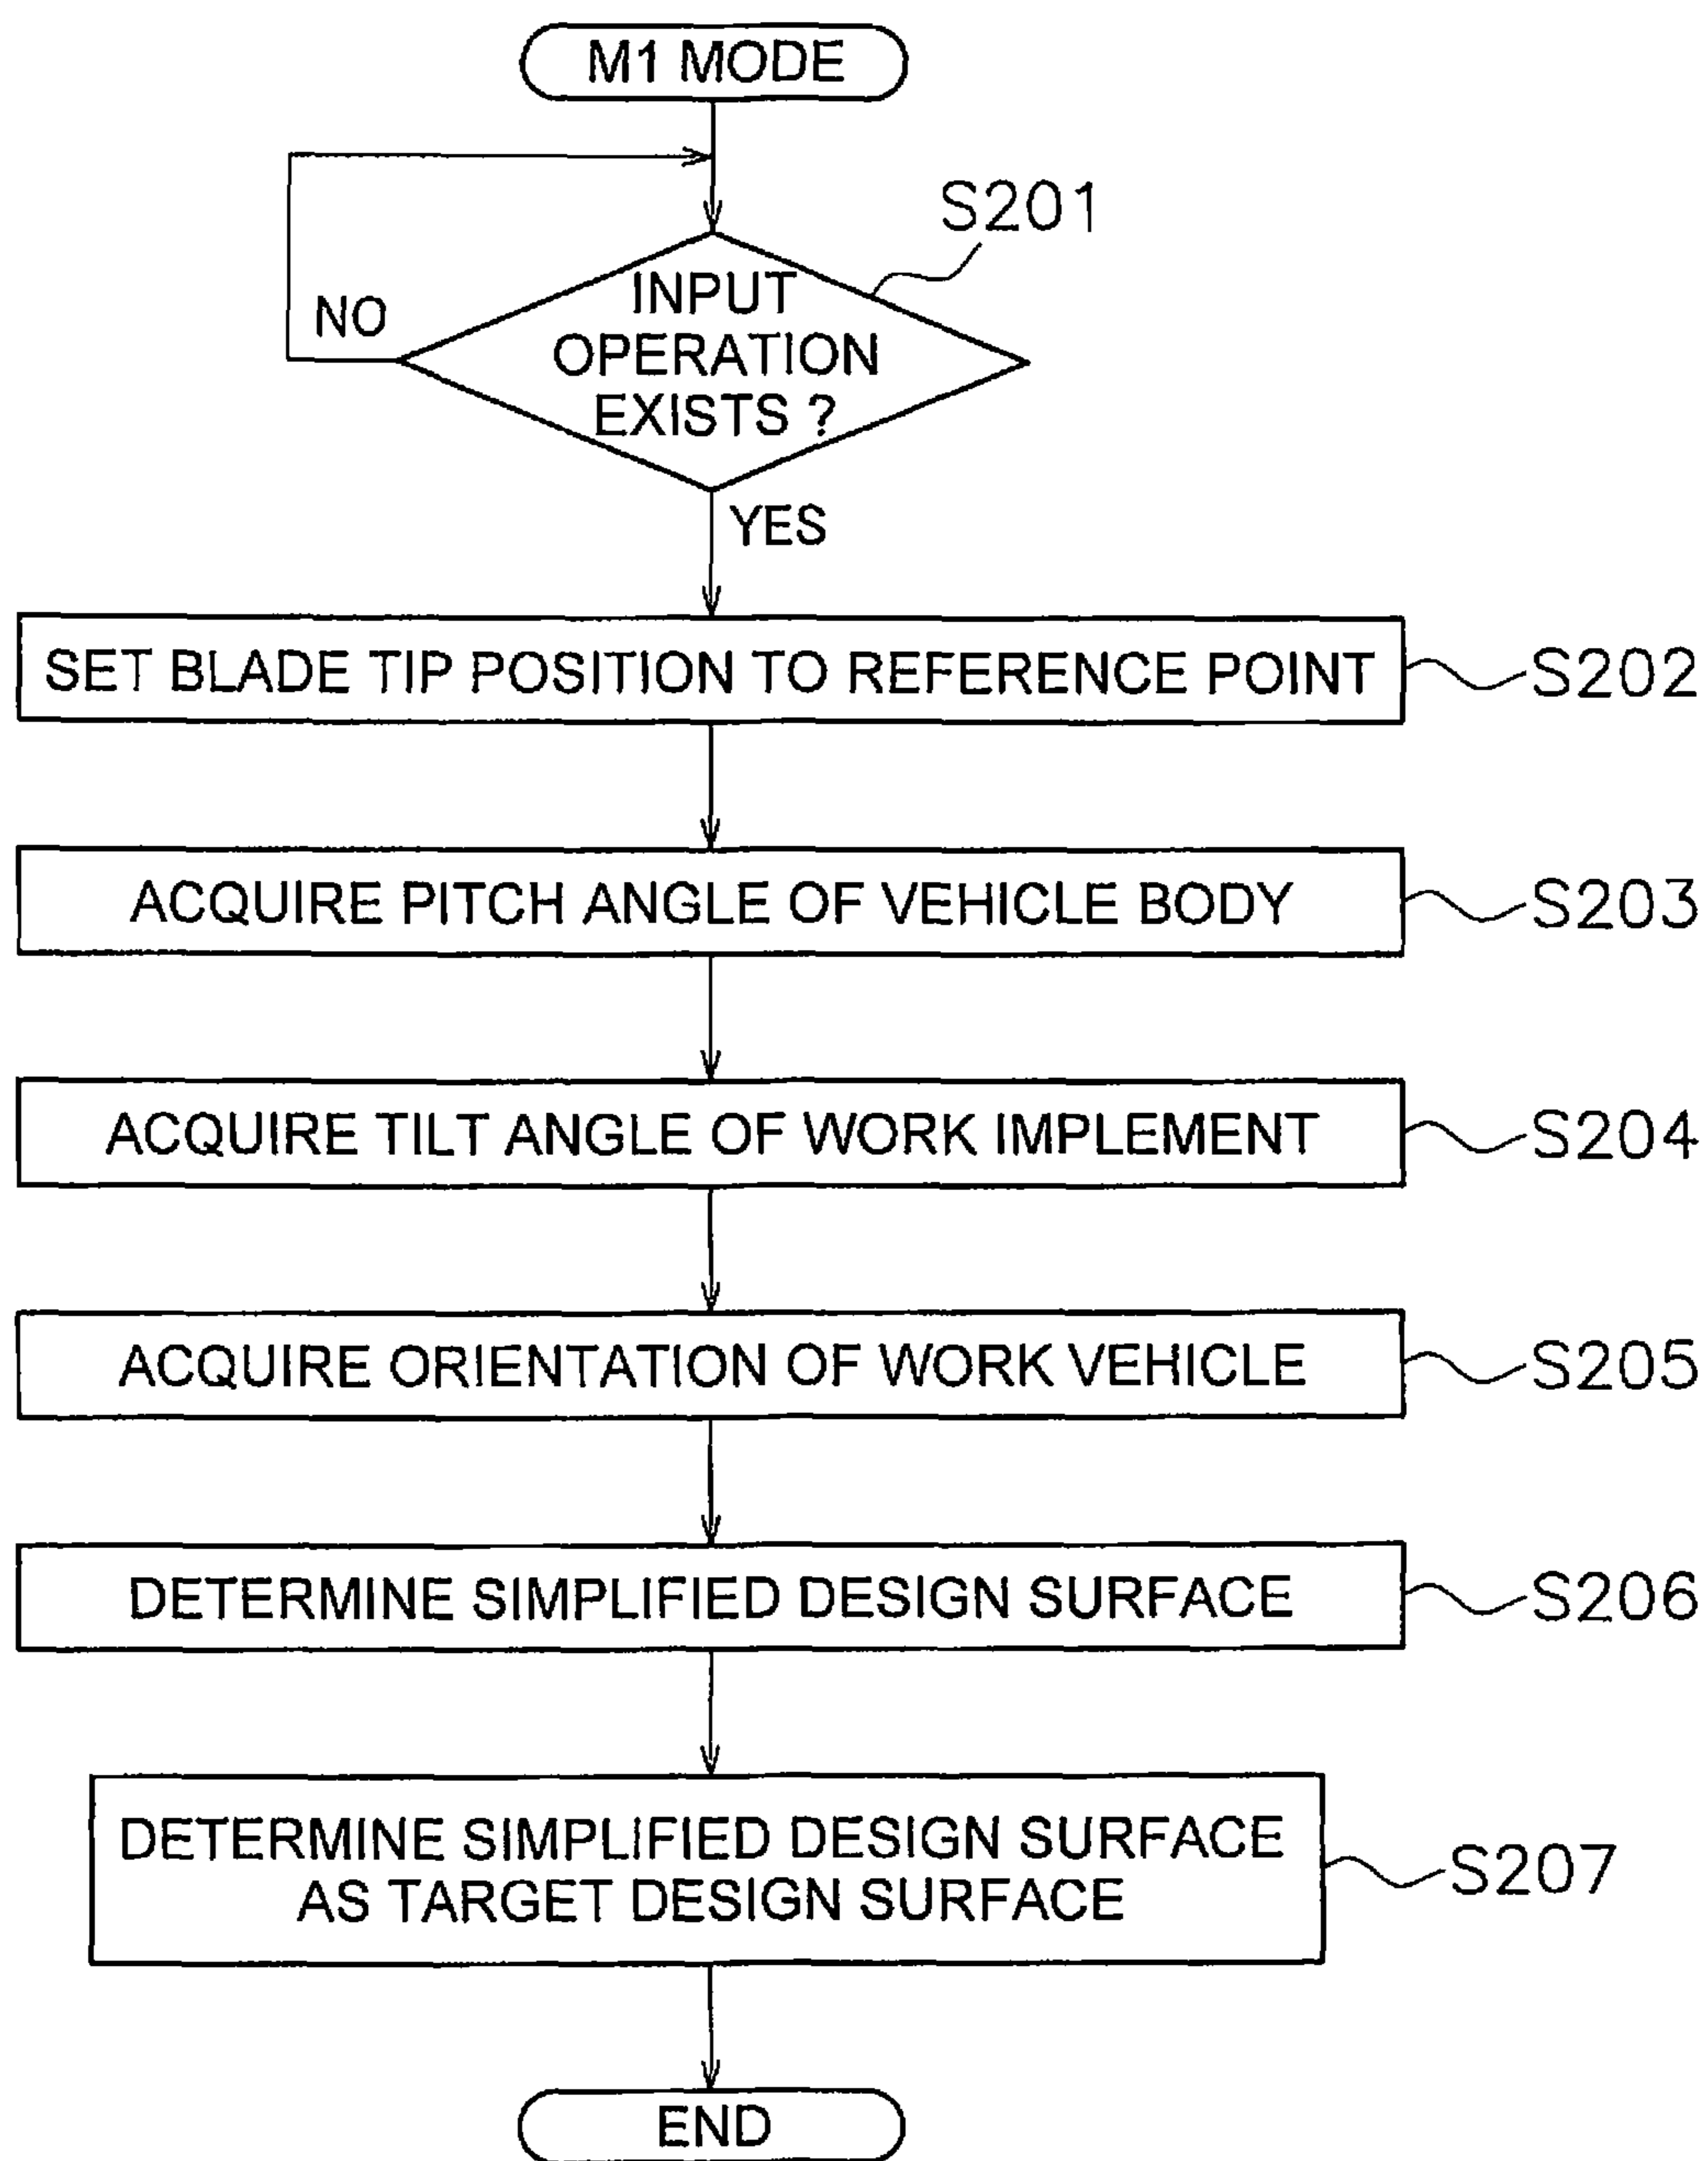 M1 MODE
S201
INPUT
OPERATION
EXISTS ?
NO
YES
SET BLADE TIP POSITION TO REFERENCE POINT
S202
ACQUIRE PITCH ANGLE OF VEHICLE BODY
S203
ACQUIRE TILT ANGLE OF WORK IMPLEMENT
S204
ACQUIRE ORIENTATION OF WORK VEHICLE
S205
DETERMINE SIMPLIFIED DESIGN SURFACE
S206
DETERMINE SIMPLIFIED DESIGN SURFACE
AS TARGET DESIGN SURFACE
S207
END